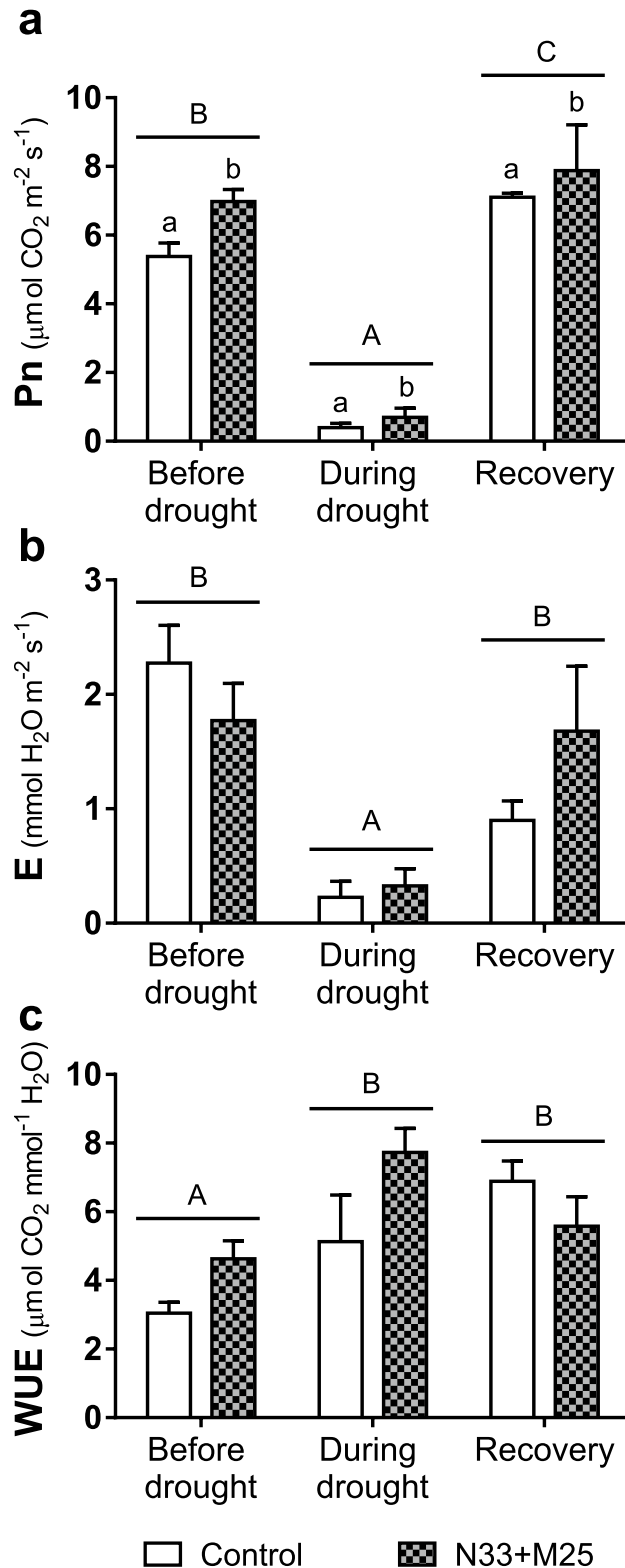 a
Pn (μmol CO₂ m⁻² s⁻¹)
10
8
6
4
2
0
B
a
b
A
a
b
C
a
b
Before
drought
During
drought
Recovery
b
E (mmol H₂O m⁻² s⁻¹)
3
2
1
0
B
A
B
Before
drought
During
drought
Recovery
c
WUE (μmol CO₂ mmol⁻¹ H₂O)
10
8
6
4
2
0
A
B
B
Before
drought
During
drought
Recovery
Control
N33+M25